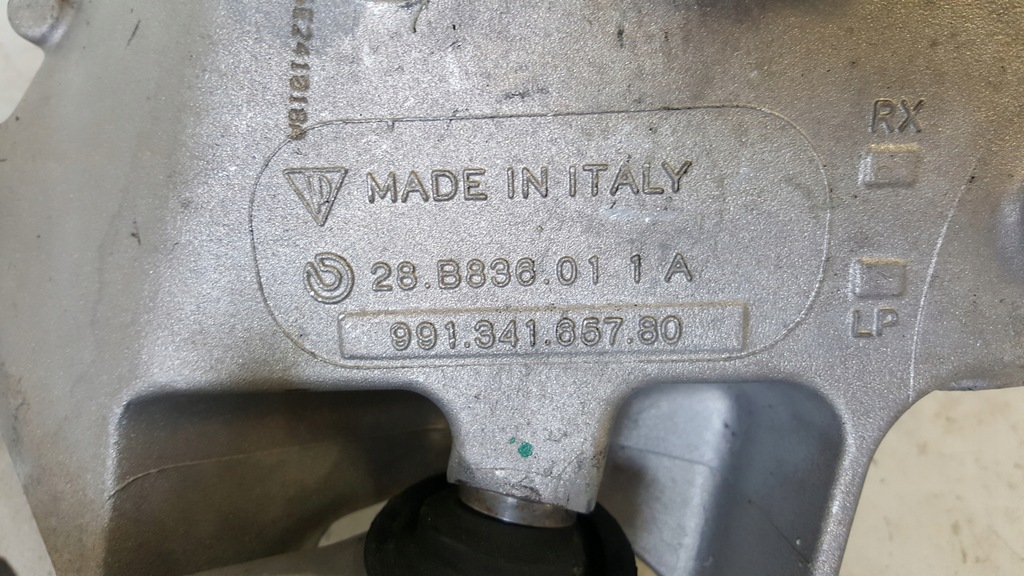 MADE IN ITALY
28.B836.01 1 A
991.341.657.80
RX
LP